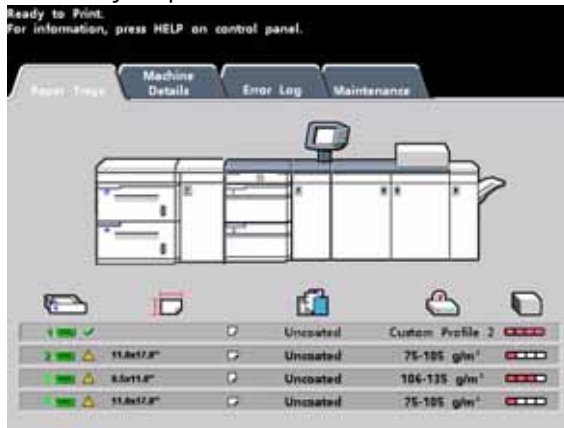 Ready to Print.
For information, press HELP on control panel.
Paper Trays
Machine Details
Error Log
Maintenance
1 Uncoated Custom Profile 2
2 11.0x17.0" Uncoated 75-105 g/m²
8.5x11.0" Uncoated 106-135 g/m²
11.0x17.0" Uncoated 75-105 g/m²